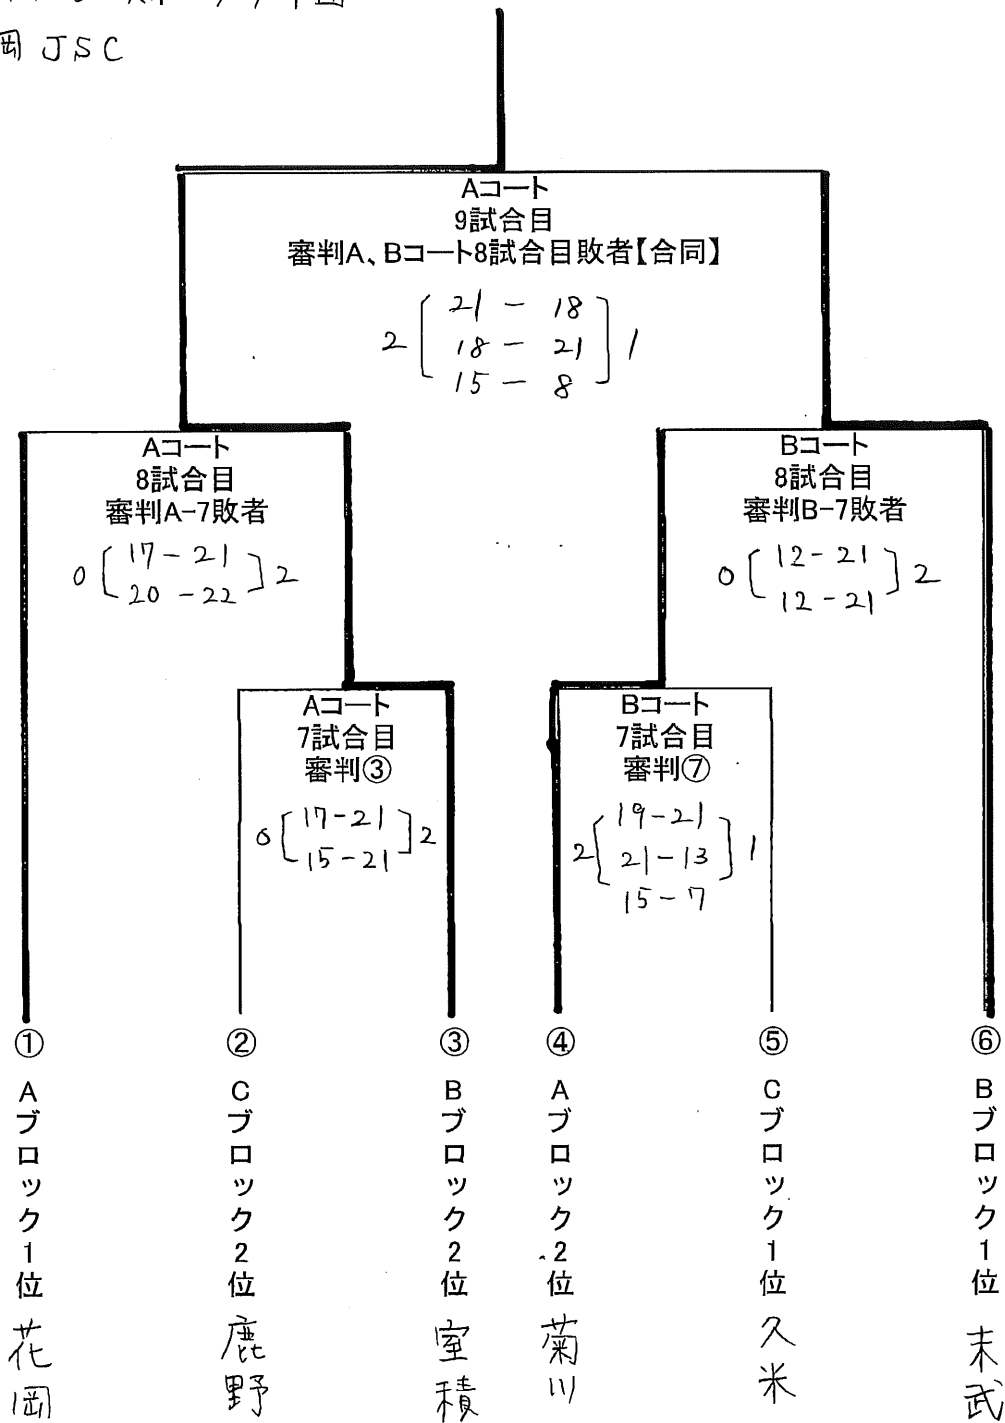 岡 JSC
Aコート
9試合目
審判A、Bコート8試合目敗者【合同】
2 [ 21 - 18 ] 1
18 - 21
15 - 8
Aコート
8試合目
審判A-7敗者
0 [ 17 - 21 ] 2
20 - 22
Bコート
8試合目
審判B-7敗者
0 [ 12 - 21 ] 2
12 - 21
Aコート
7試合目
審判③
0 [ 17 - 21 ] 2
15 - 21
Bコート
7試合目
審判⑦
2 [ 19 - 21 ] 1
21 - 13
15 - 7
①
Aブロック1位
花岡
②
Cブロック2位
鹿野
③
Bブロック2位
室積
④
Aブロック2位
菊川
⑤
Cブロック1位
久米
⑥
Bブロック1位
末武